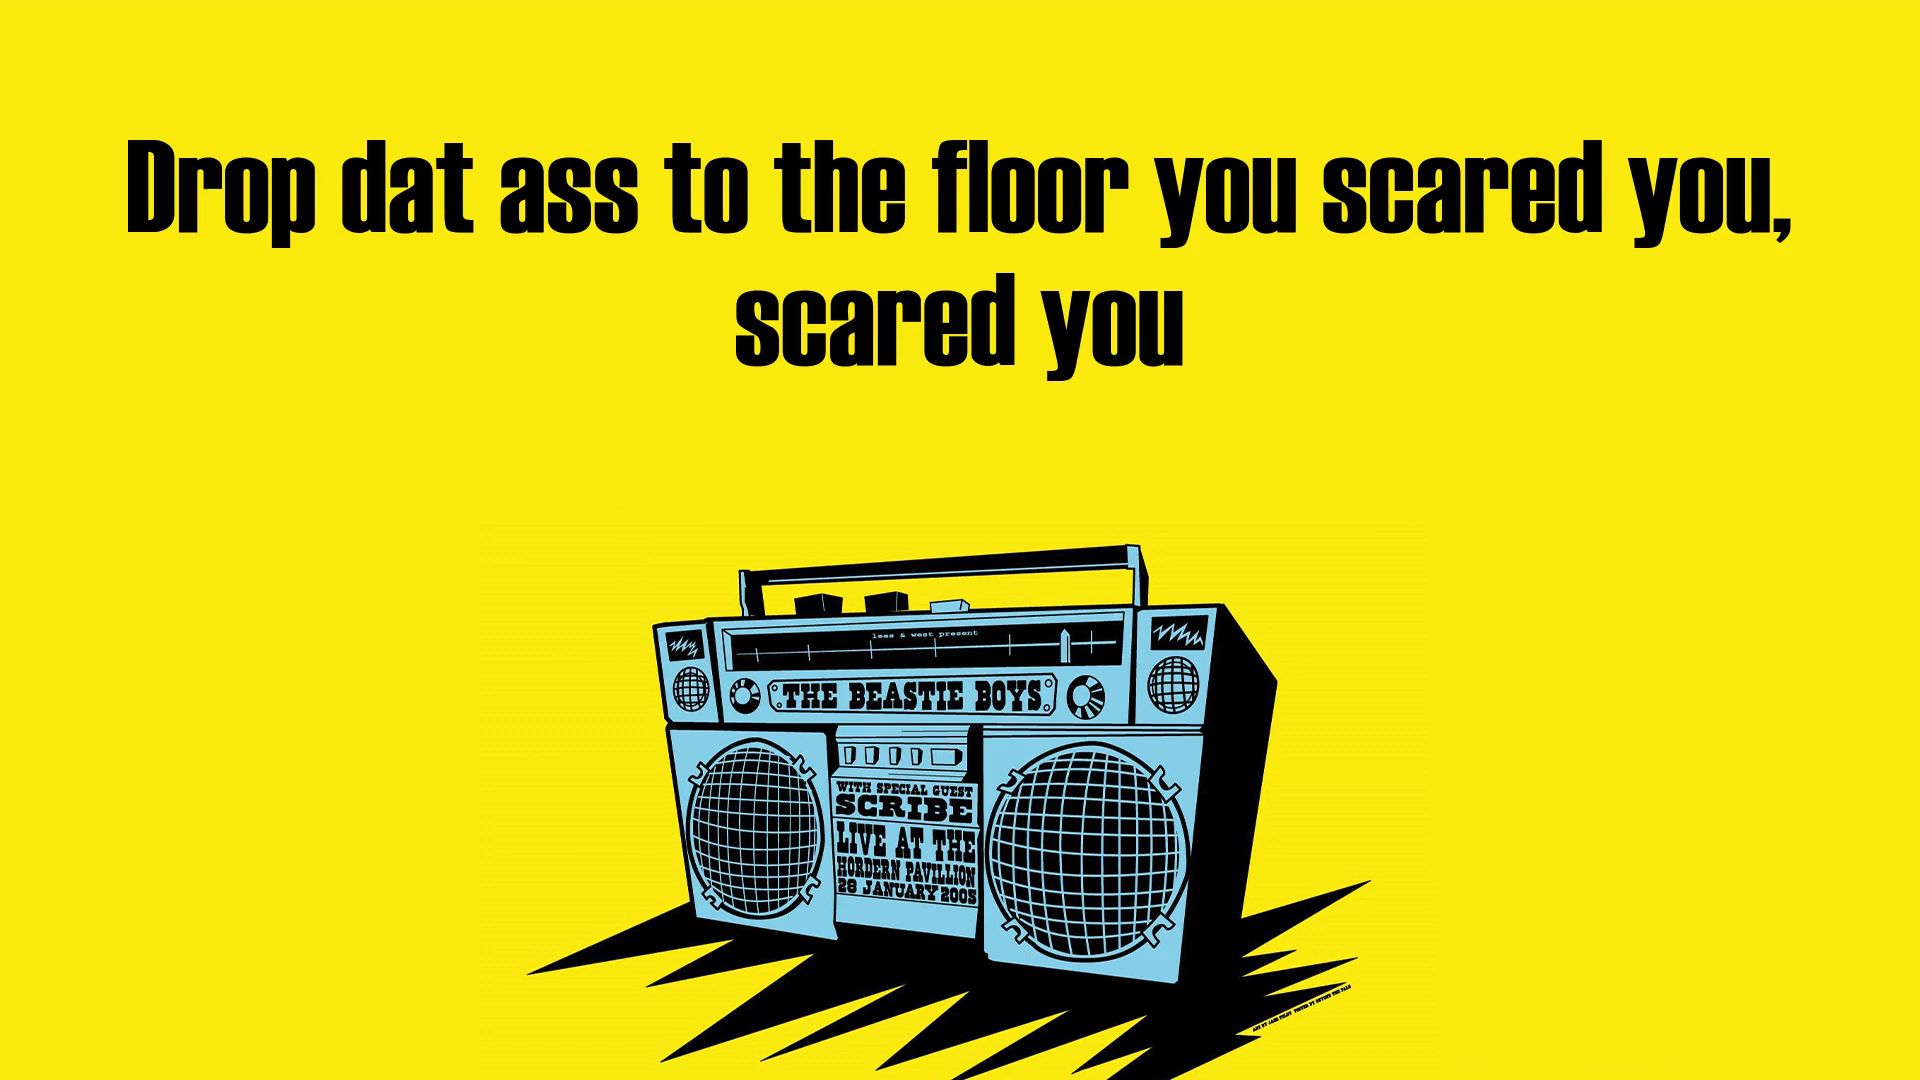 Drop dat ass to the floor you scared you,
scared you
lees & west present
THE BEASTIE BOYS
WITH SPECIAL GUEST
SCRIBE
LIVE AT THE
HORDERN PAVILLION
28 JANUARY 2005